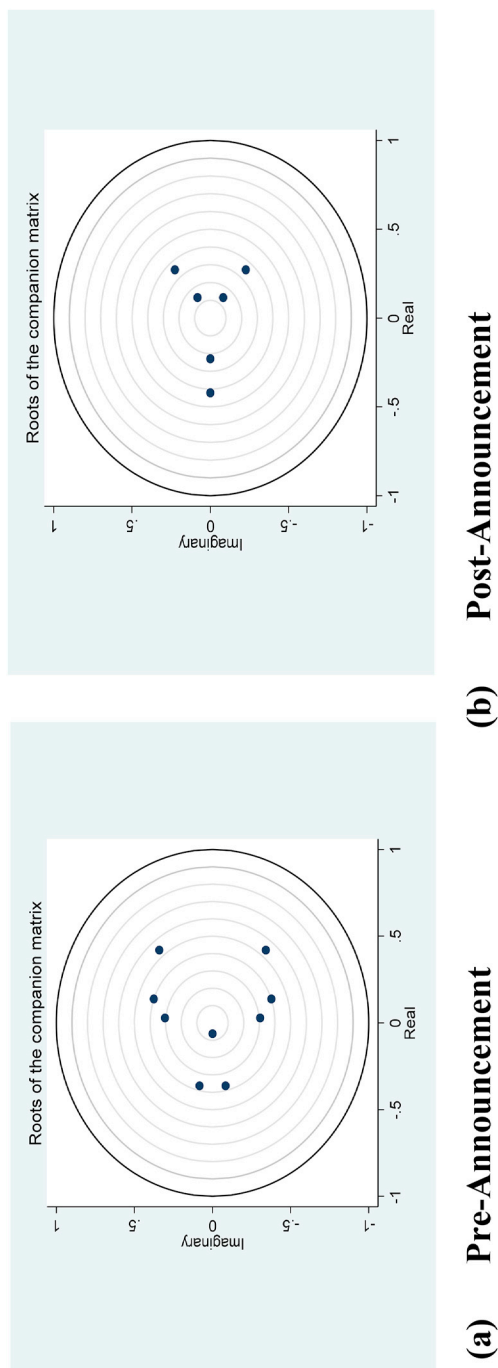 Roots of the companion matrix
1
.5
0
-.5
-1
Imaginary
-1
-.5
0
.5
1
Real
(a) Pre-Announcement
Roots of the companion matrix
1
.5
0
-.5
-1
Imaginary
-1
-.5
0
.5
1
Real
(b) Post-Announcement